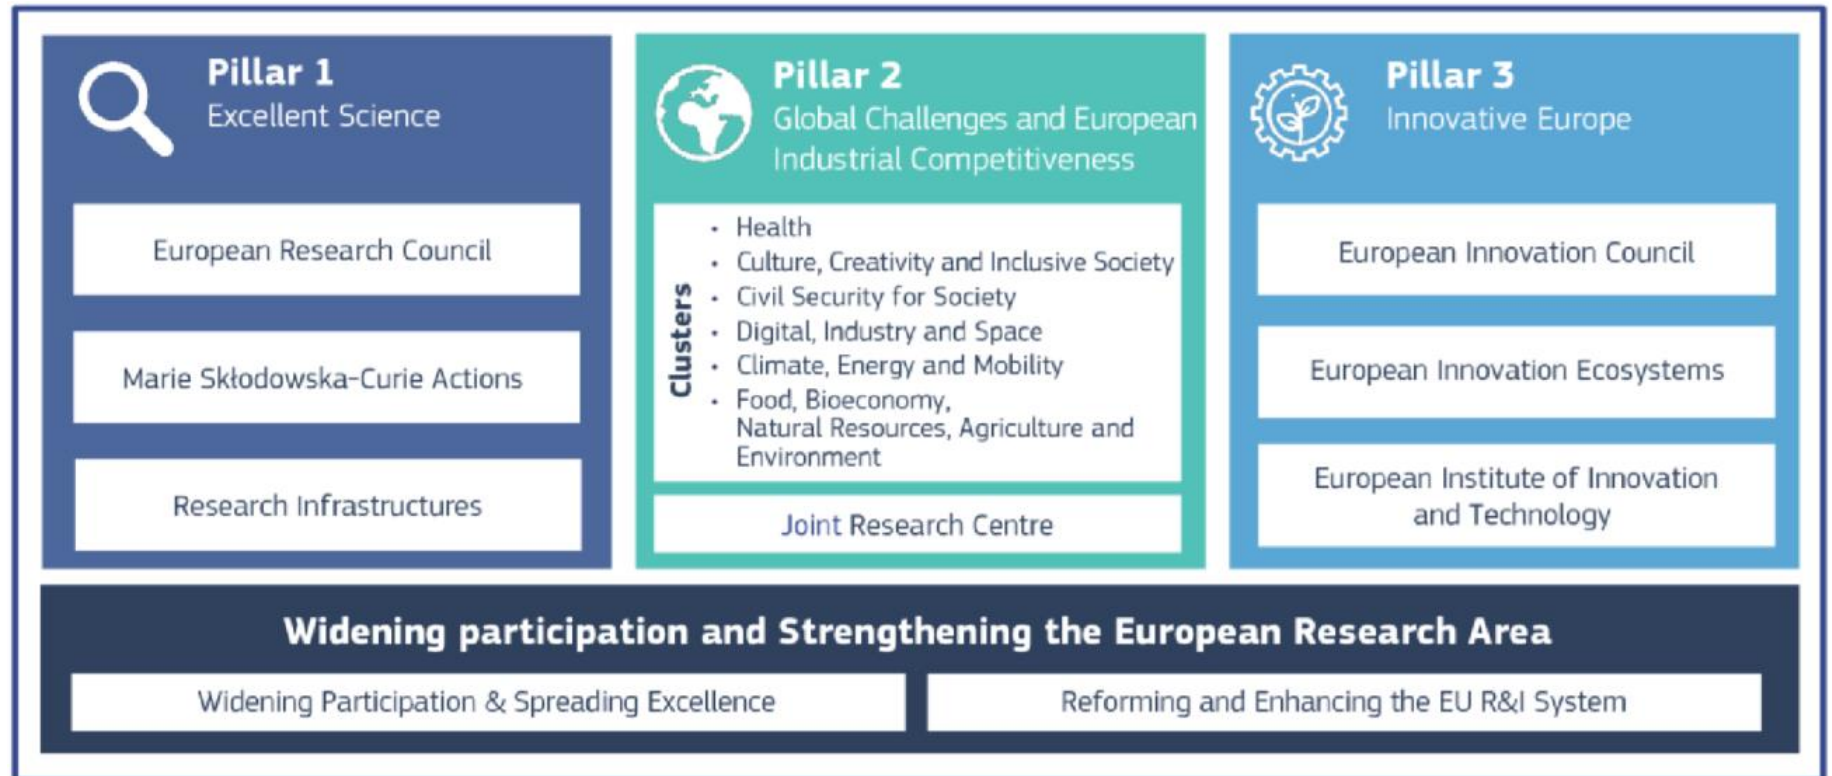 Pillar 1
Excellent Science
European Research Council
Marie Skłodowska-Curie Actions
Research Infrastructures
Pillar 2
Global Challenges and European
Industrial Competitiveness
Clusters
• Health
• Culture, Creativity and Inclusive Society
• Civil Security for Society
• Digital, Industry and Space
• Climate, Energy and Mobility
• Food, Bioeconomy,
Natural Resources, Agriculture and
Environment
Joint Research Centre
Pillar 3
Innovative Europe
European Innovation Council
European Innovation Ecosystems
European Institute of Innovation
and Technology
Widening participation and Strengthening the European Research Area
Widening Participation & Spreading Excellence
Reforming and Enhancing the EU R&I System